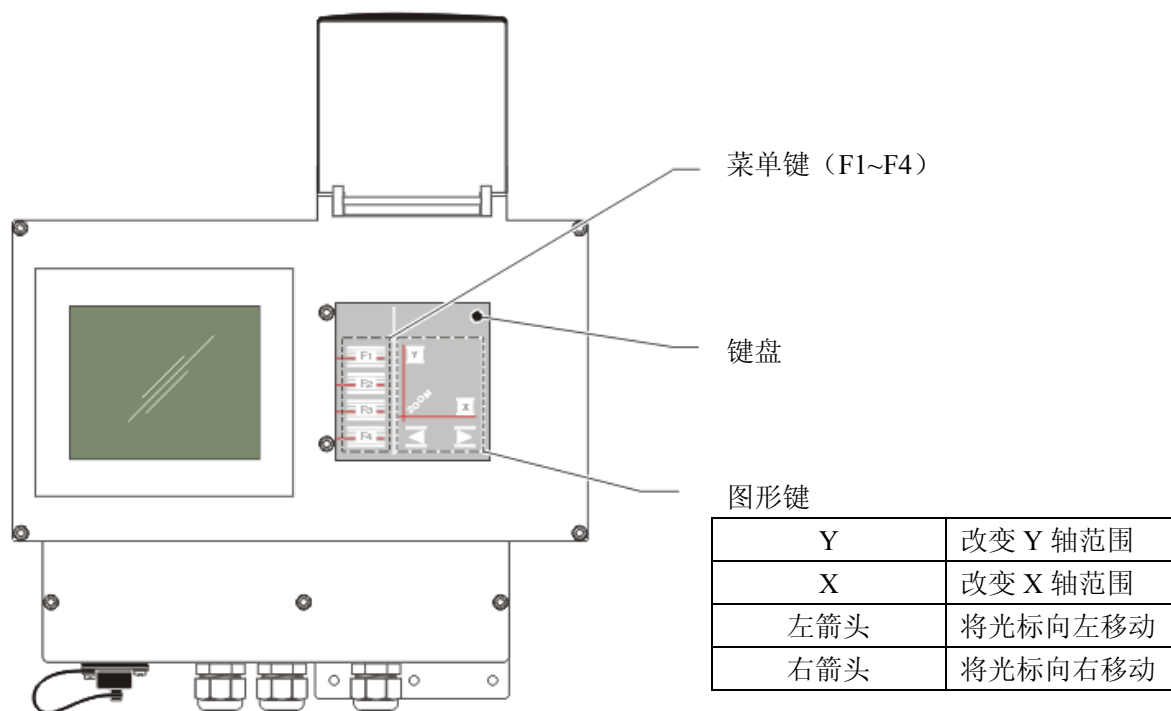 菜单键（F1~F4）
键盘
F1
Y
F2
F3
ZOOM
X
F4
图形键
Y 改变 Y 轴范围
X 改变 X 轴范围
左箭头 将光标向左移动
右箭头 将光标向右移动